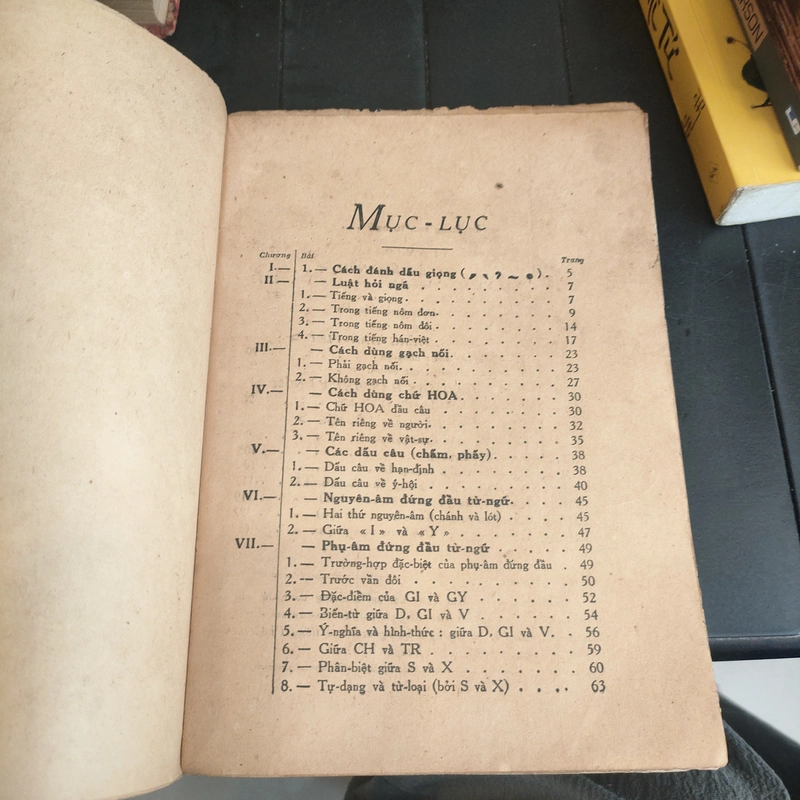 MỤC-LỤC
Chương Bài Trang
I.— 1.— Cách đánh dấu giọng ( , ˎ ? ~ • ). 5
II — — Luật hỏi ngã . . . . . . . . . . 7
1.— Tiếng và giọng. . . . . . . . . . 7
2.— Trong tiếng nôm đơn. . . . . . . . 9
3.— Trong tiếng nôm đôi . . . . . . . . 14
4.— Trọng tiếng hán-việt . . . . . . . . 17
III.— — Cách dùng gạch nối. . . . . . . . 23
1.— Phải gạch nối. . . . . . . . . . 23
2.— Không gạch nối . . . . . . . . . 27
IV.— — Cách dùng chữ HOA . . . . . . . 30
1.— Chữ HOA đầu câu . . . . . . . . 30
2.— Tên riêng về người. . . . . . . . 32
3.— Tên riêng về vật-sự. . . . . . . . 35
V.— — Các dấu câu (chấm, phẩy). . . . . 38
1.— Dấu câu về hạn-định . . . . . . . 38
2.— Dấu câu về ý-hội . . . . . . . . 40
VI.— — Nguyên-âm đứng đầu từ-ngữ. . . . 45
1.— Hai thứ nguyên-âm (chánh và lót) . . . . 45
2.— Giữa « I » và « Y » . . . . . . . 47
VII.— — Phụ-âm đứng đầu từ-ngữ . . . . . 49
1.— Trường-hợp đặc-biệt của phụ-âm đứng đầu . 49
2.— Trước vần đôi . . . . . . . . . 50
3.— Đặc-điểm của GI và GY . . . . . . 52
4.— Biến-từ giữa D, GI và V . . . . . . 54
5.— Ý-nghĩa và hình-thức : giữa D, GI và V. . 56
6.— Giữa CH và TR . . . . . . . . . 59
7.— Phân-biệt giữa S và X . . . . . . . 60
8.— Tự-dạng và từ-loại (bởi S và X) . . . . 63